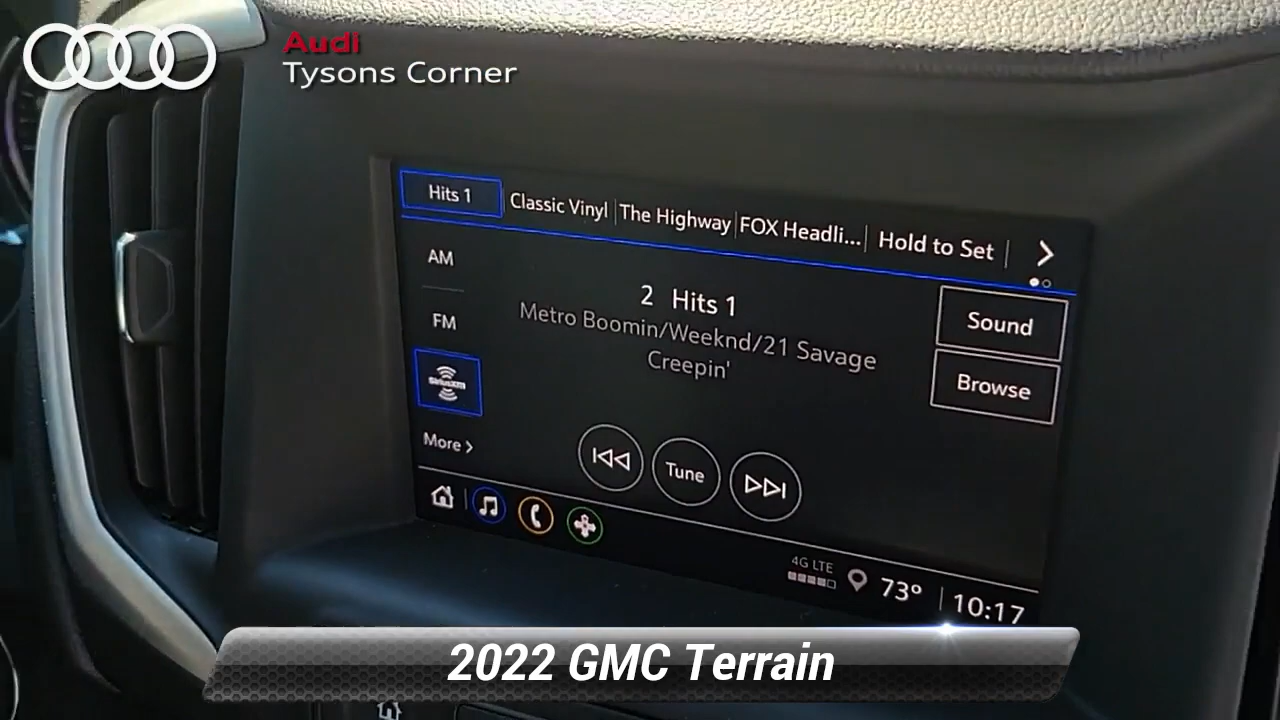 Audi
Tysons Corner
Hits 1
Classic Vinyl
The Highway
FOX Headli...
Hold to Set
AM
2 Hits 1
Sound
FM
Metro Boomin/Weeknd/21 Savage
Creepin'
Browse
SiriusXM
More >
Tune
4G LTE
73°
10:17
2022 GMC Terrain